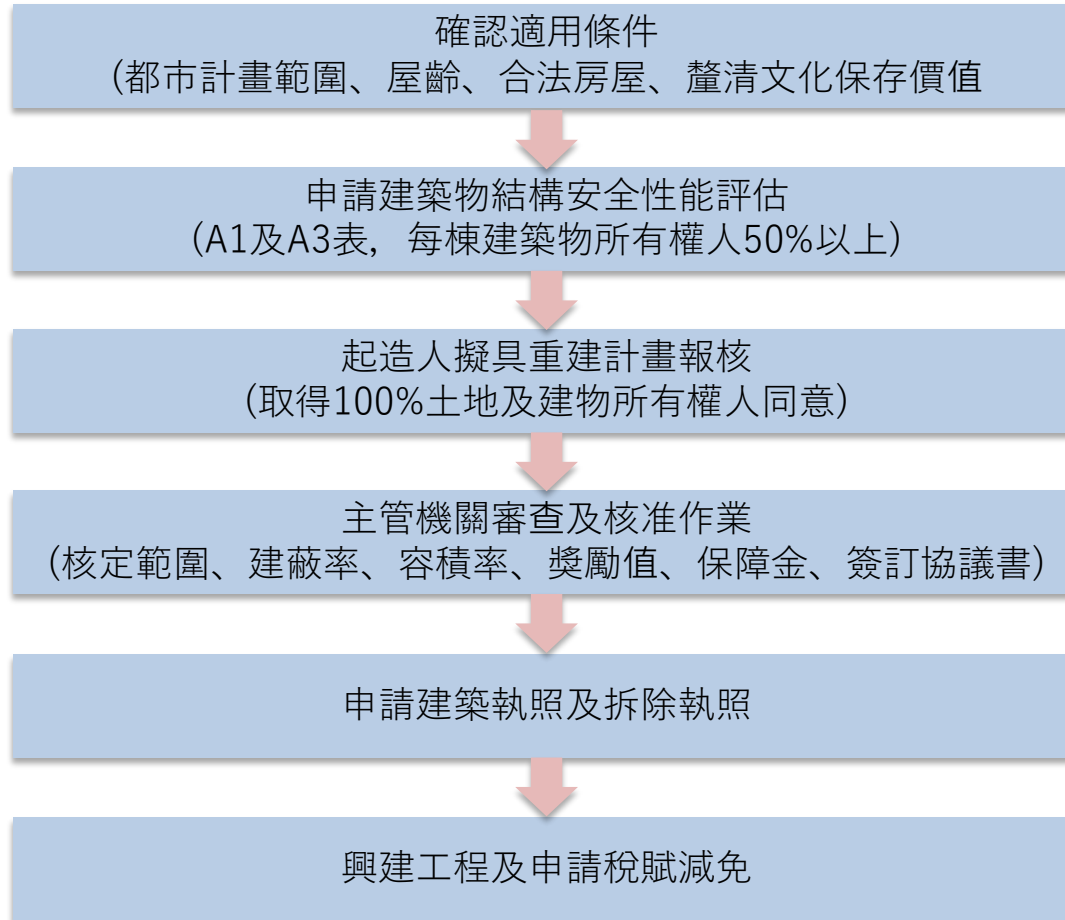 確認適用條件
(都市計畫範圍、屋齡、合法房屋、釐清文化保存價值
申請建築物結構安全性能評估
(A1及A3表，每棟建築物所有權人50%以上)
起造人擬具重建計畫報核
(取得100%土地及建物所有權人同意)
主管機關審查及核准作業
(核定範圍、建蔽率、容積率、獎勵值、保障金、簽訂協議書)
申請建築執照及拆除執照
興建工程及申請稅賦減免